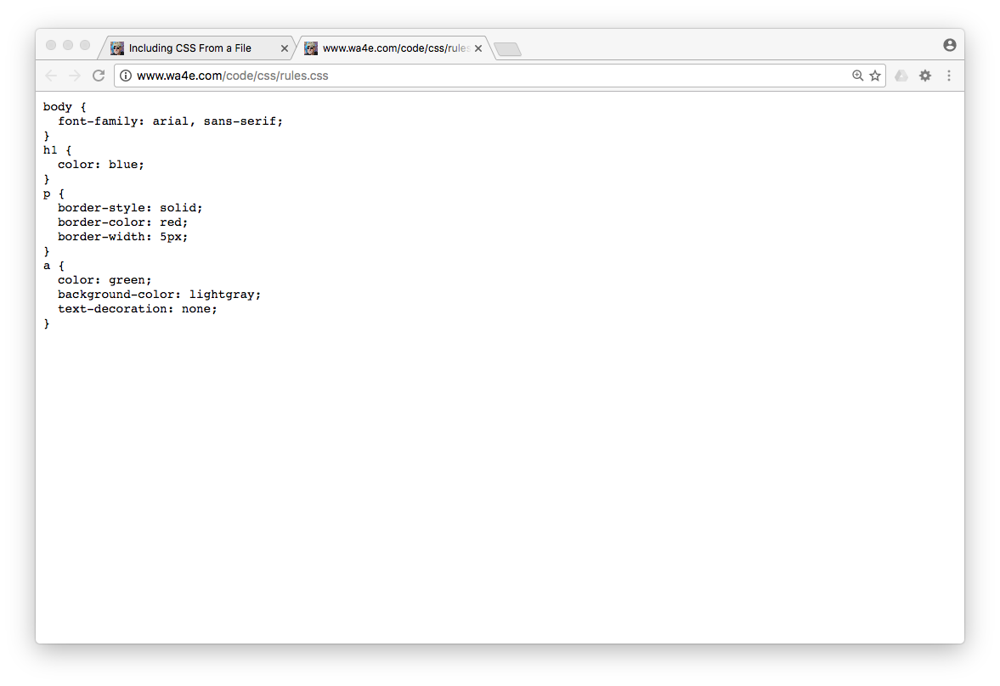 Including CSS From a File
www.wa4e.com/code/css/rules
www.wa4e.com/code/css/rules.css
body {
  font-family: arial, sans-serif;
}
h1 {
  color: blue;
}
p {
  border-style: solid;
  border-color: red;
  border-width: 5px;
}
a {
  color: green;
  background-color: lightgray;
  text-decoration: none;
}